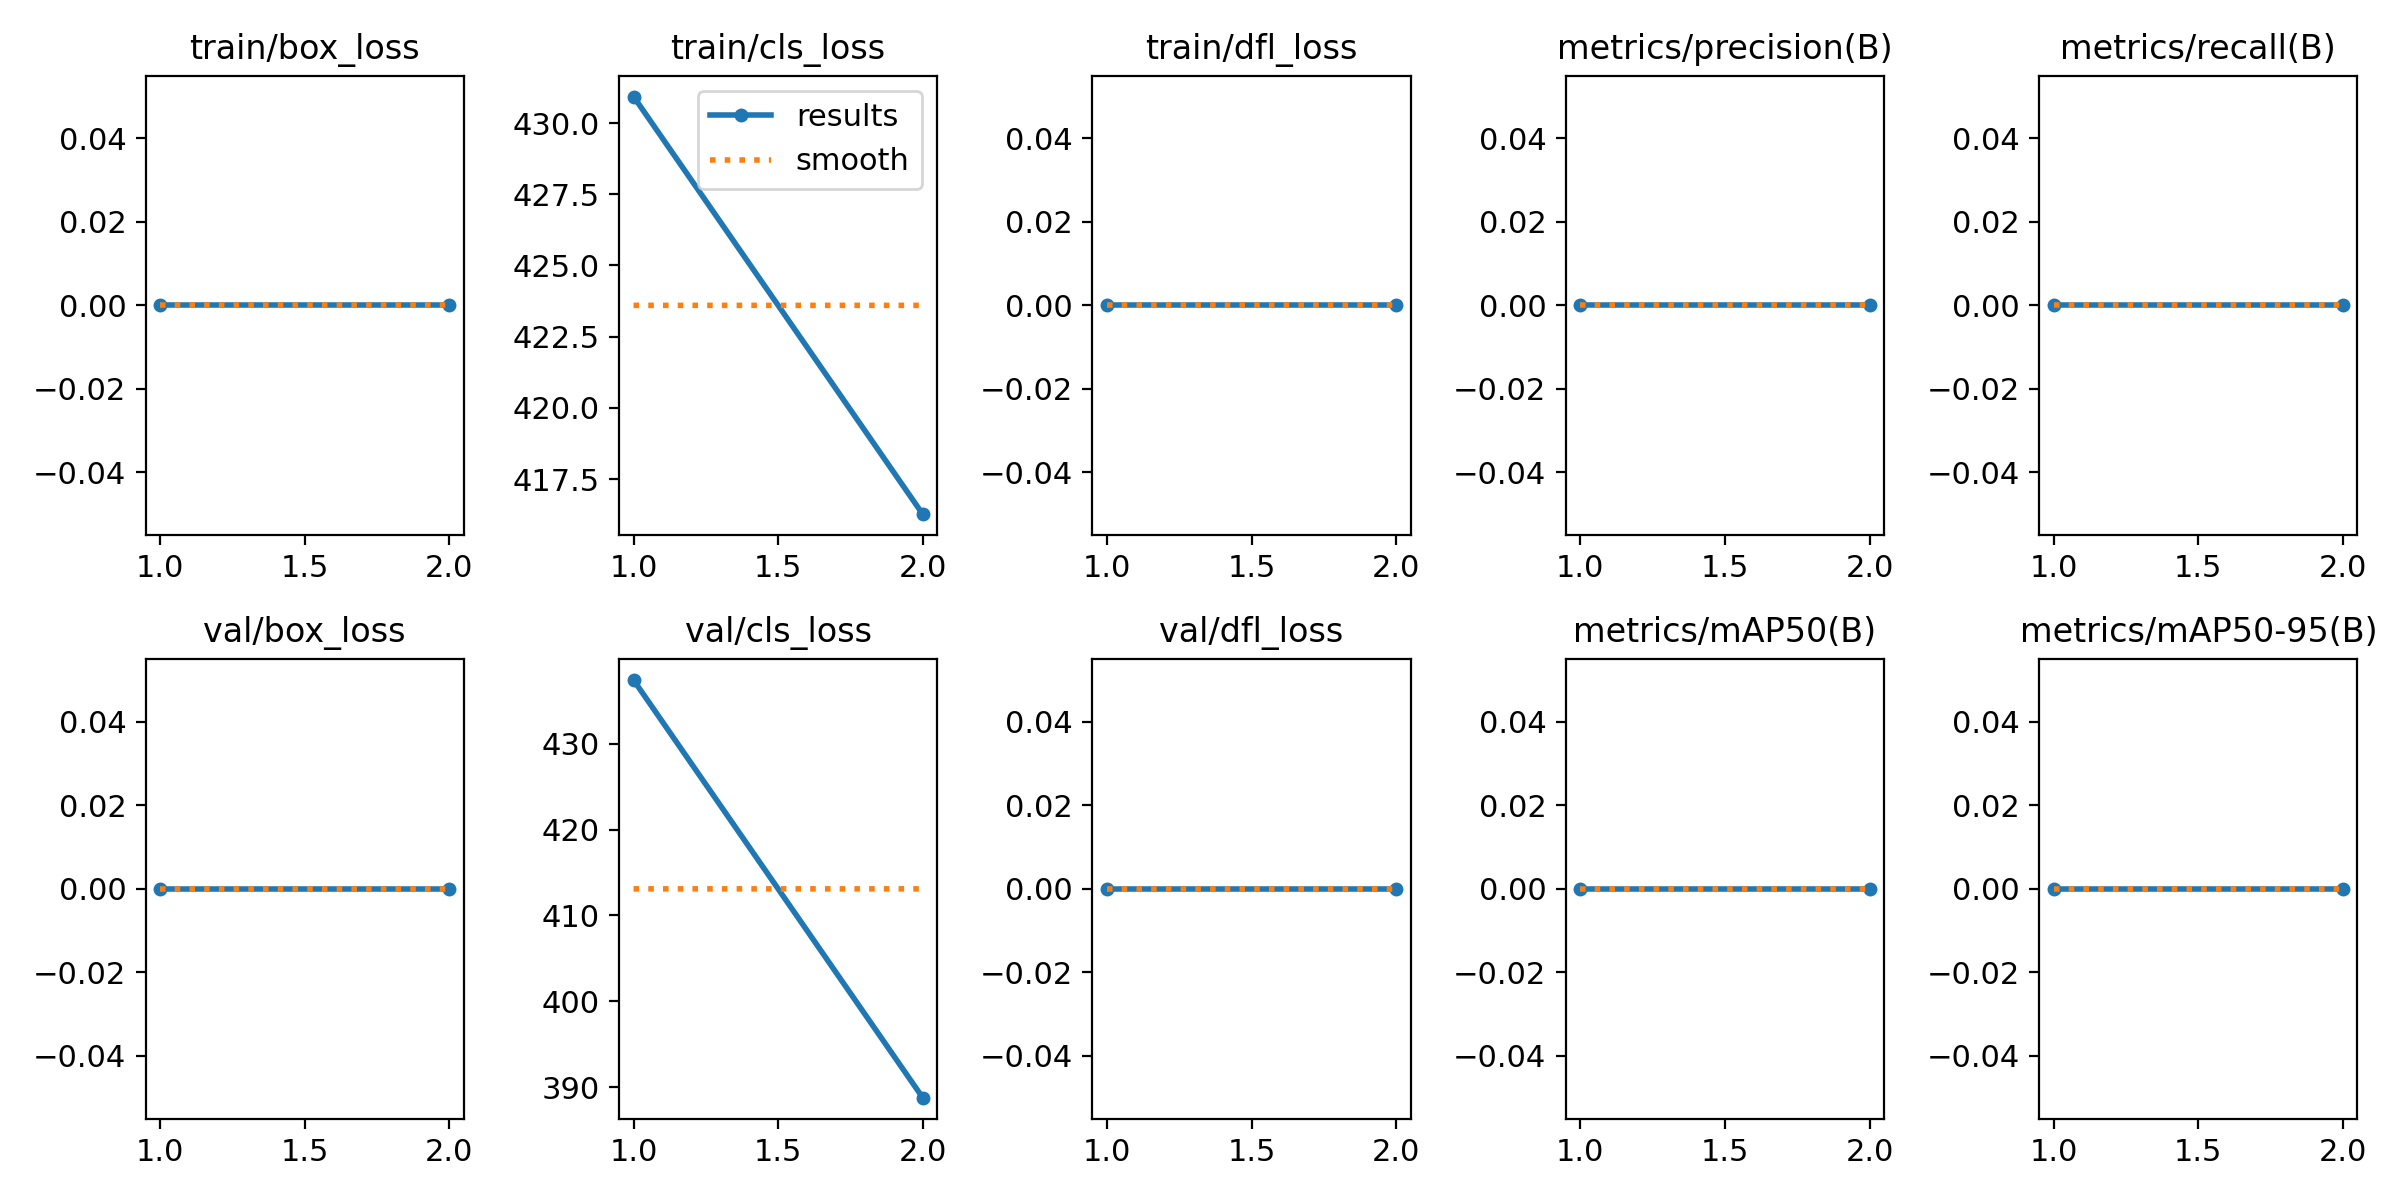 train/box_loss
train/cls_loss
train/dfl_loss
metrics/precision(B)
metrics/recall(B)
0.04
0.02
0.00
−0.02
−0.04
1.0 1.5 2.0
430.0
427.5
425.0
422.5
420.0
417.5
results
smooth
1.0 1.5 2.0
0.04
0.02
0.00
−0.02
−0.04
1.0 1.5 2.0
0.04
0.02
0.00
−0.02
−0.04
1.0 1.5 2.0
0.04
0.02
0.00
−0.02
−0.04
1.0 1.5 2.0
val/box_loss
val/cls_loss
val/dfl_loss
metrics/mAP50(B)
metrics/mAP50-95(B)
0.04
0.02
0.00
−0.02
−0.04
1.0 1.5 2.0
430
420
410
400
390
1.0 1.5 2.0
0.04
0.02
0.00
−0.02
−0.04
1.0 1.5 2.0
0.04
0.02
0.00
−0.02
−0.04
1.0 1.5 2.0
0.04
0.02
0.00
−0.02
−0.04
1.0 1.5 2.0